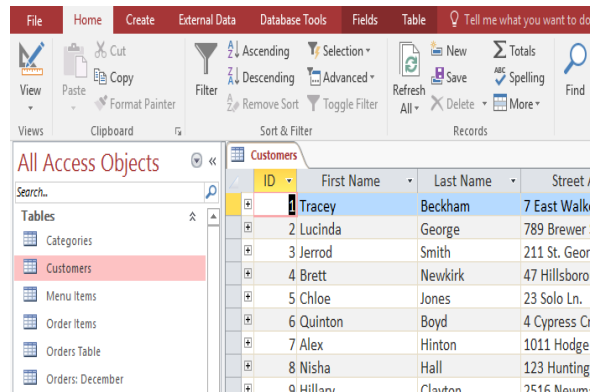 File Home Create External Data Database Tools Fields Table Tell me what you want to do
View Paste Cut Copy Format Painter Filter Ascending Descending Remove Sort Selection Advanced Toggle Filter Refresh All New Save Delete Totals Spelling More Find
Views Clipboard Sort & Filter Records
All Access Objects
Search..
Tables
Categories
Customers
Menu Items
Order Items
Orders Table
Orders: December
Customers
ID First Name Last Name Street
1 Tracey Beckham 7 East
2 Lucinda George 789 Brewer
3 Jerrod Smith 211 St.
4 Brett Newkirk 47 Hillsboro
5 Chloe Jones 23 Solo Ln.
6 Quinton Boyd 4 Cypress
7 Alex Hinton 1011 Hodge
8 Nisha Hall 123 Hunting
9 Hillary Clayton 2516